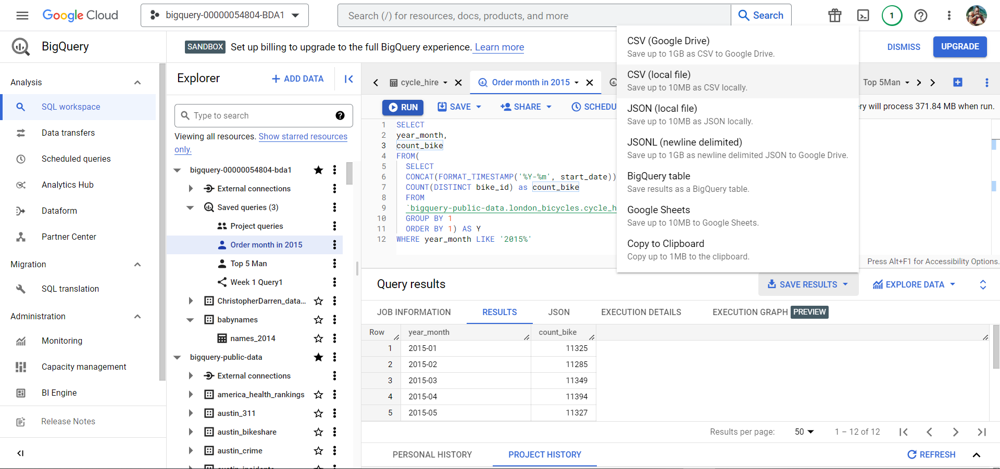 Google Cloud
bigquery-00000054804-BDA1
Search (/) for resources, docs, products, and more
Search
1
BigQuery
SANDBOX Set up billing to upgrade to the full BigQuery experience. Learn more
DISMISS
UPGRADE
Analysis
SQL workspace
Data transfers
Scheduled queries
Analytics Hub
Dataform
Partner Center
Migration
SQL translation
Administration
Monitoring
Capacity management
BI Engine
Release Notes
Explorer
+ ADD DATA
Type to search
Viewing all resources. Show starred resources
only.
bigquery-00000054804-bda1
External connections
Saved queries (3)
Project queries
Order month in 2015
Top 5 Man
Week 1 Query1
ChristopherDarren_data...
babynames
names_2014
bigquery-public-data
External connections
america_health_rankings
austin_311
austin_bikeshare
austin_crime
austin_incidents
cycle_hire
Order month in 2015
Top 5Man
RUN
SAVE
SHARE
SCHEDU
ry will process 371.84 MB when run.
1 SELECT
2 year_month,
3 count_bike
4 FROM(
5 SELECT
6 CONCAT(FORMAT_TIMESTAMP('%Y-%m', start_date))
7 COUNT(DISTINCT bike_id) as count_bike
8 FROM
9 `bigquery-public-data.london_bicycles.cycle_h
10 GROUP BY 1
11 ORDER BY 1) AS Y
12 WHERE year_month LIKE '2015%'
CSV (Google Drive)
Save up to 1GB as CSV to Google Drive.
CSV (local file)
Save up to 10MB as CSV locally.
JSON (local file)
Save up to 10MB as JSON locally.
JSONL (newline delimited)
Save up to 1GB as newline delimited JSON to Google Drive.
BigQuery table
Save results as a BigQuery table.
Google Sheets
Save up to 10MB to Google Sheets.
Copy to Clipboard
Copy up to 1MB to the clipboard.
Press Alt+F1 for Accessibility Options.
Query results
SAVE RESULTS
EXPLORE DATA
JOB INFORMATION
RESULTS
JSON
EXECUTION DETAILS
EXECUTION GRAPH PREVIEW
Row year_month count_bike
1 2015-01 11325
2 2015-02 11285
3 2015-03 11349
4 2015-04 11394
5 2015-05 11327
Results per page: 50 1 – 12 of 12
PERSONAL HISTORY
PROJECT HISTORY
REFRESH